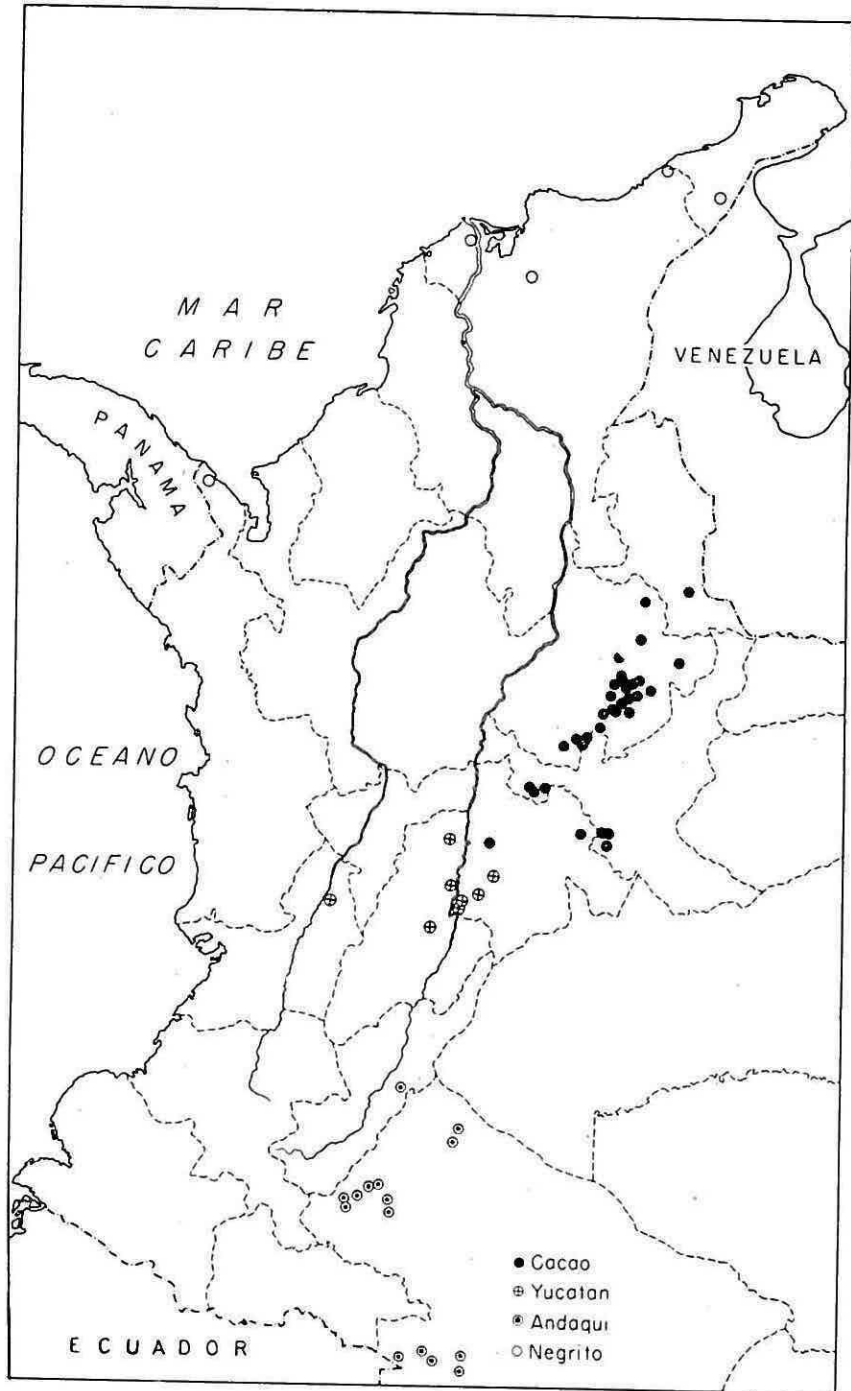 MAR
CARIBE
VENEZUELA
PANAMA
OCEANO
PACIFICO
Cacao
Yucatan
Andaqui
ECUADOR
Negrito